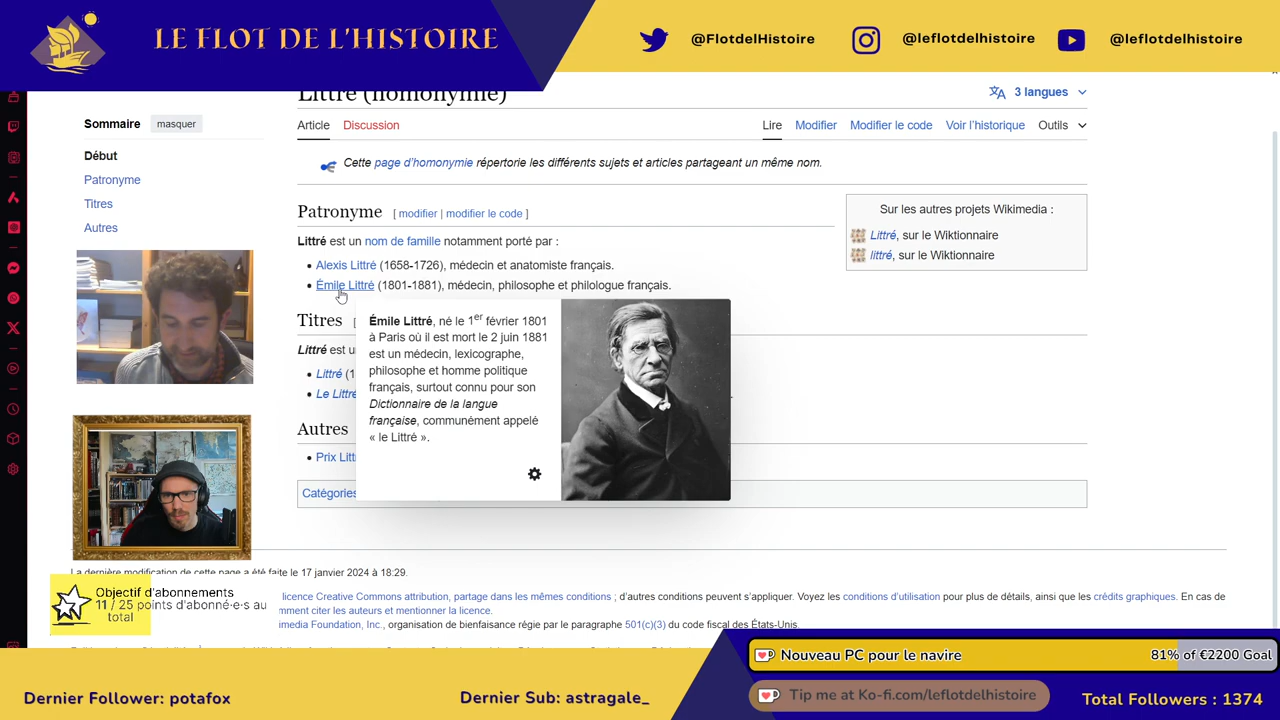 LE FLOT DE L'HISTOIRE
@FlotdelHistoire
@leflotdelhistoire
@leflotdelhistoire
Littré (homonymie)
3 langues
Sommaire masquer
Début
Patronyme
Titres
Autres
Article Discussion
Lire Modifier Modifier le code Voir l'historique Outils
Cette page d'homonymie répertorie les différents sujets et articles partageant un même nom.
Patronyme [ modifier | modifier le code ]
Littré est un nom de famille notamment porté par :
• Alexis Littré (1658-1726), médecin et anatomiste français.
• Émile Littré (1801-1881), médecin, philosophe et philologue français.
Sur les autres projets Wikimedia :
Littré, sur le Wiktionnaire
littré, sur le Wiktionnaire
Titres [
Littré est u
• Littré (1
• Le Littré
Autres
• Prix Litt
Catégories
Émile Littré, né le 1er février 1801
à Paris où il est mort le 2 juin 1881
est un médecin, lexicographe,
philosophe et homme politique
français, surtout connu pour son
Dictionnaire de la langue
française, communément appelé
« le Littré ».
La dernière modification de cette page a été faite le 17 janvier 2024 à 18:29.
licence Creative Commons attribution, partage dans les mêmes conditions ; d'autres conditions peuvent s'appliquer. Voyez les conditions d'utilisation pour plus de détails, ainsi que les crédits graphiques. En cas de
mment citer les auteurs et mentionner la licence.
imedia Foundation, Inc., organisation de bienfaisance régie par le paragraphe 501(c)(3) du code fiscal des États-Unis.
Objectif d'abonnements
11 / 25 points d'abonné·e·s au
total
Nouveau PC pour le navire 81% of €2200 Goal
Tip me at Ko-fi.com/leflotdelhistoire
Dernier Follower: potafox
Dernier Sub: astragale_
Total Followers : 1374